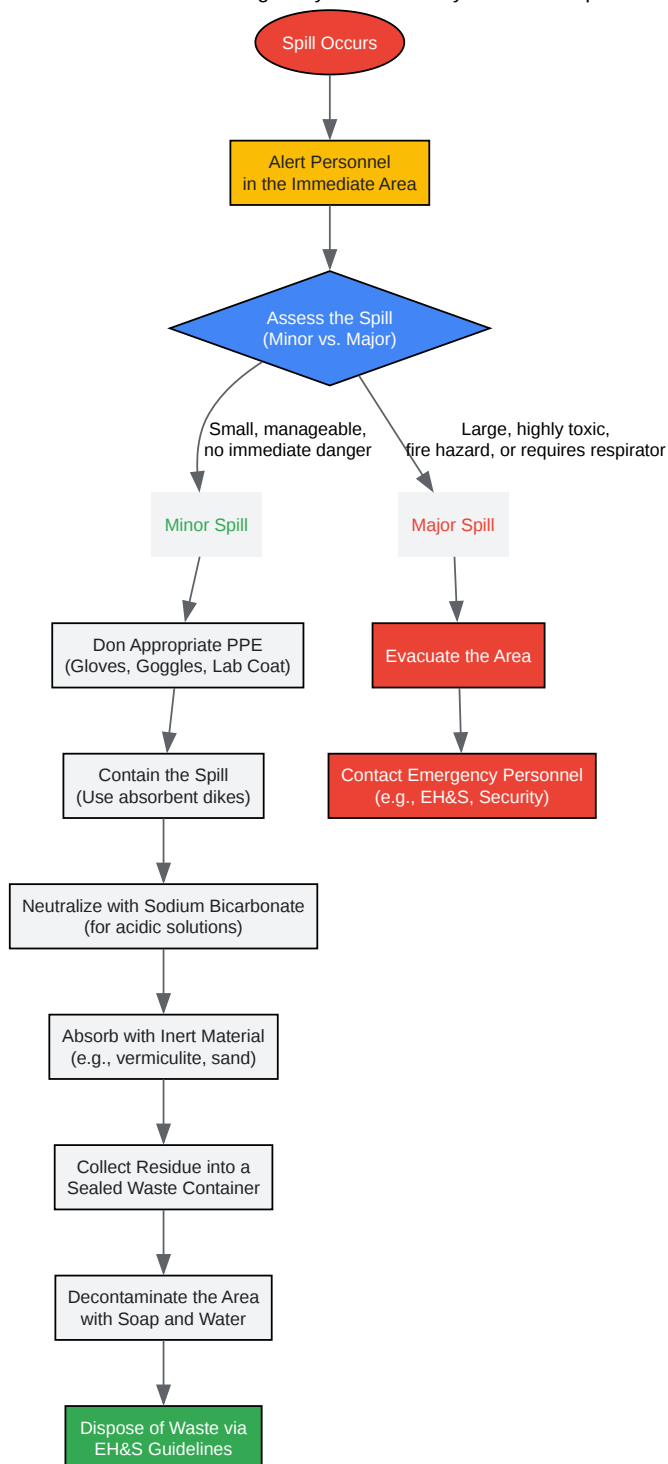 Spill Occurs
Alert Personnel
in the Immediate Area
Assess the Spill
(Minor vs. Major)
Small, manageable,
no immediate danger
Large, highly toxic,
fire hazard, or requires respirator
Minor Spill
Major Spill
Don Appropriate PPE
(Gloves, Goggles, Lab Coat)
Evacuate the Area
Contain the Spill
(Use absorbent dikes)
Contact Emergency Personnel
(e.g., EH&S, Security)
Neutralize with Sodium Bicarbonate
(for acidic solutions)
Absorb with Inert Material
(e.g., vermiculite, sand)
Collect Residue into a
Sealed Waste Container
Decontaminate the Area
with Soap and Water
Dispose of Waste via
EH&S Guidelines